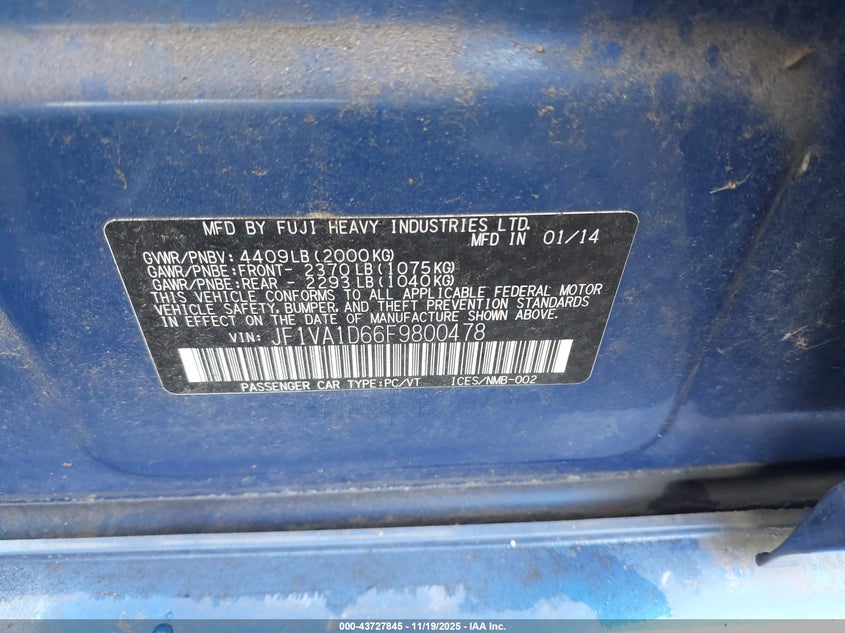 MFD BY FUJI HEAVY INDUSTRIES LTD.
MFD IN 01/14
GVWR/PNBV: 4409LB(2000KG)
GAWR/PNBE:FRONT- 2370LB(1075KG)
GAWR/PNBE:REAR - 2293LB(1040KG)
THIS VEHICLE CONFORMS TO ALL APPLICABLE FEDERAL MOTOR
VEHICLE SAFETY, BUMPER, AND THEFT PREVENTION STANDARDS
IN EFFECT ON THE DATE OF MANUFACTURE SHOWN ABOVE.
VIN: JF1VA1D66F9800478
PASSENGER CAR TYPE:PC/VT ICES/NMB-002
000-43727845 - 11/19/2025 - IAA Inc.